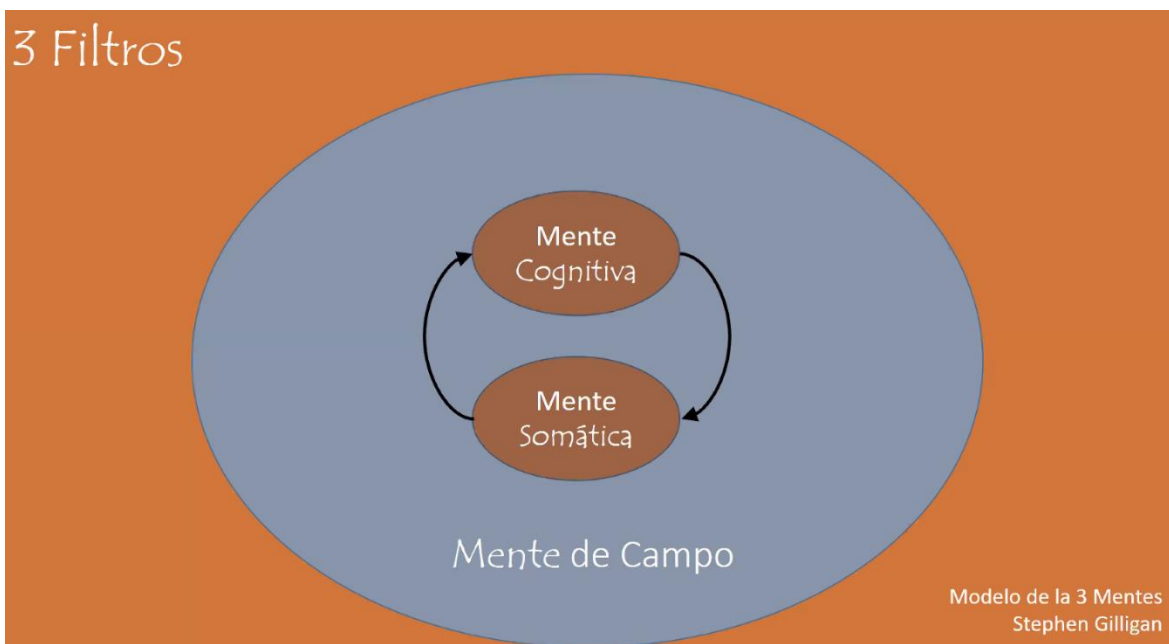 3 Filtros
Mente
Cognitiva
Mente
Somática
Mente de Campo
Modelo de la 3 Mentes
Stephen Gilligan